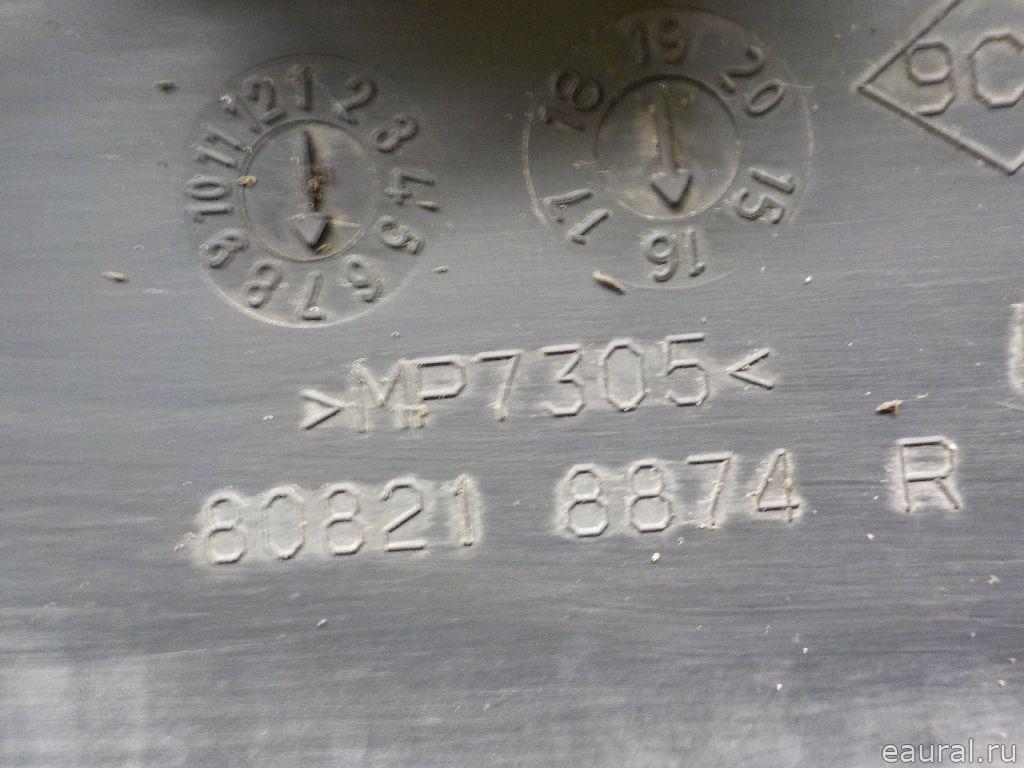 1 2 3 4 5 6 7 8 9 10 11 12
15 16 17 18 19 20
9C
>MP7305<
80821 8874 R
eaural.ru